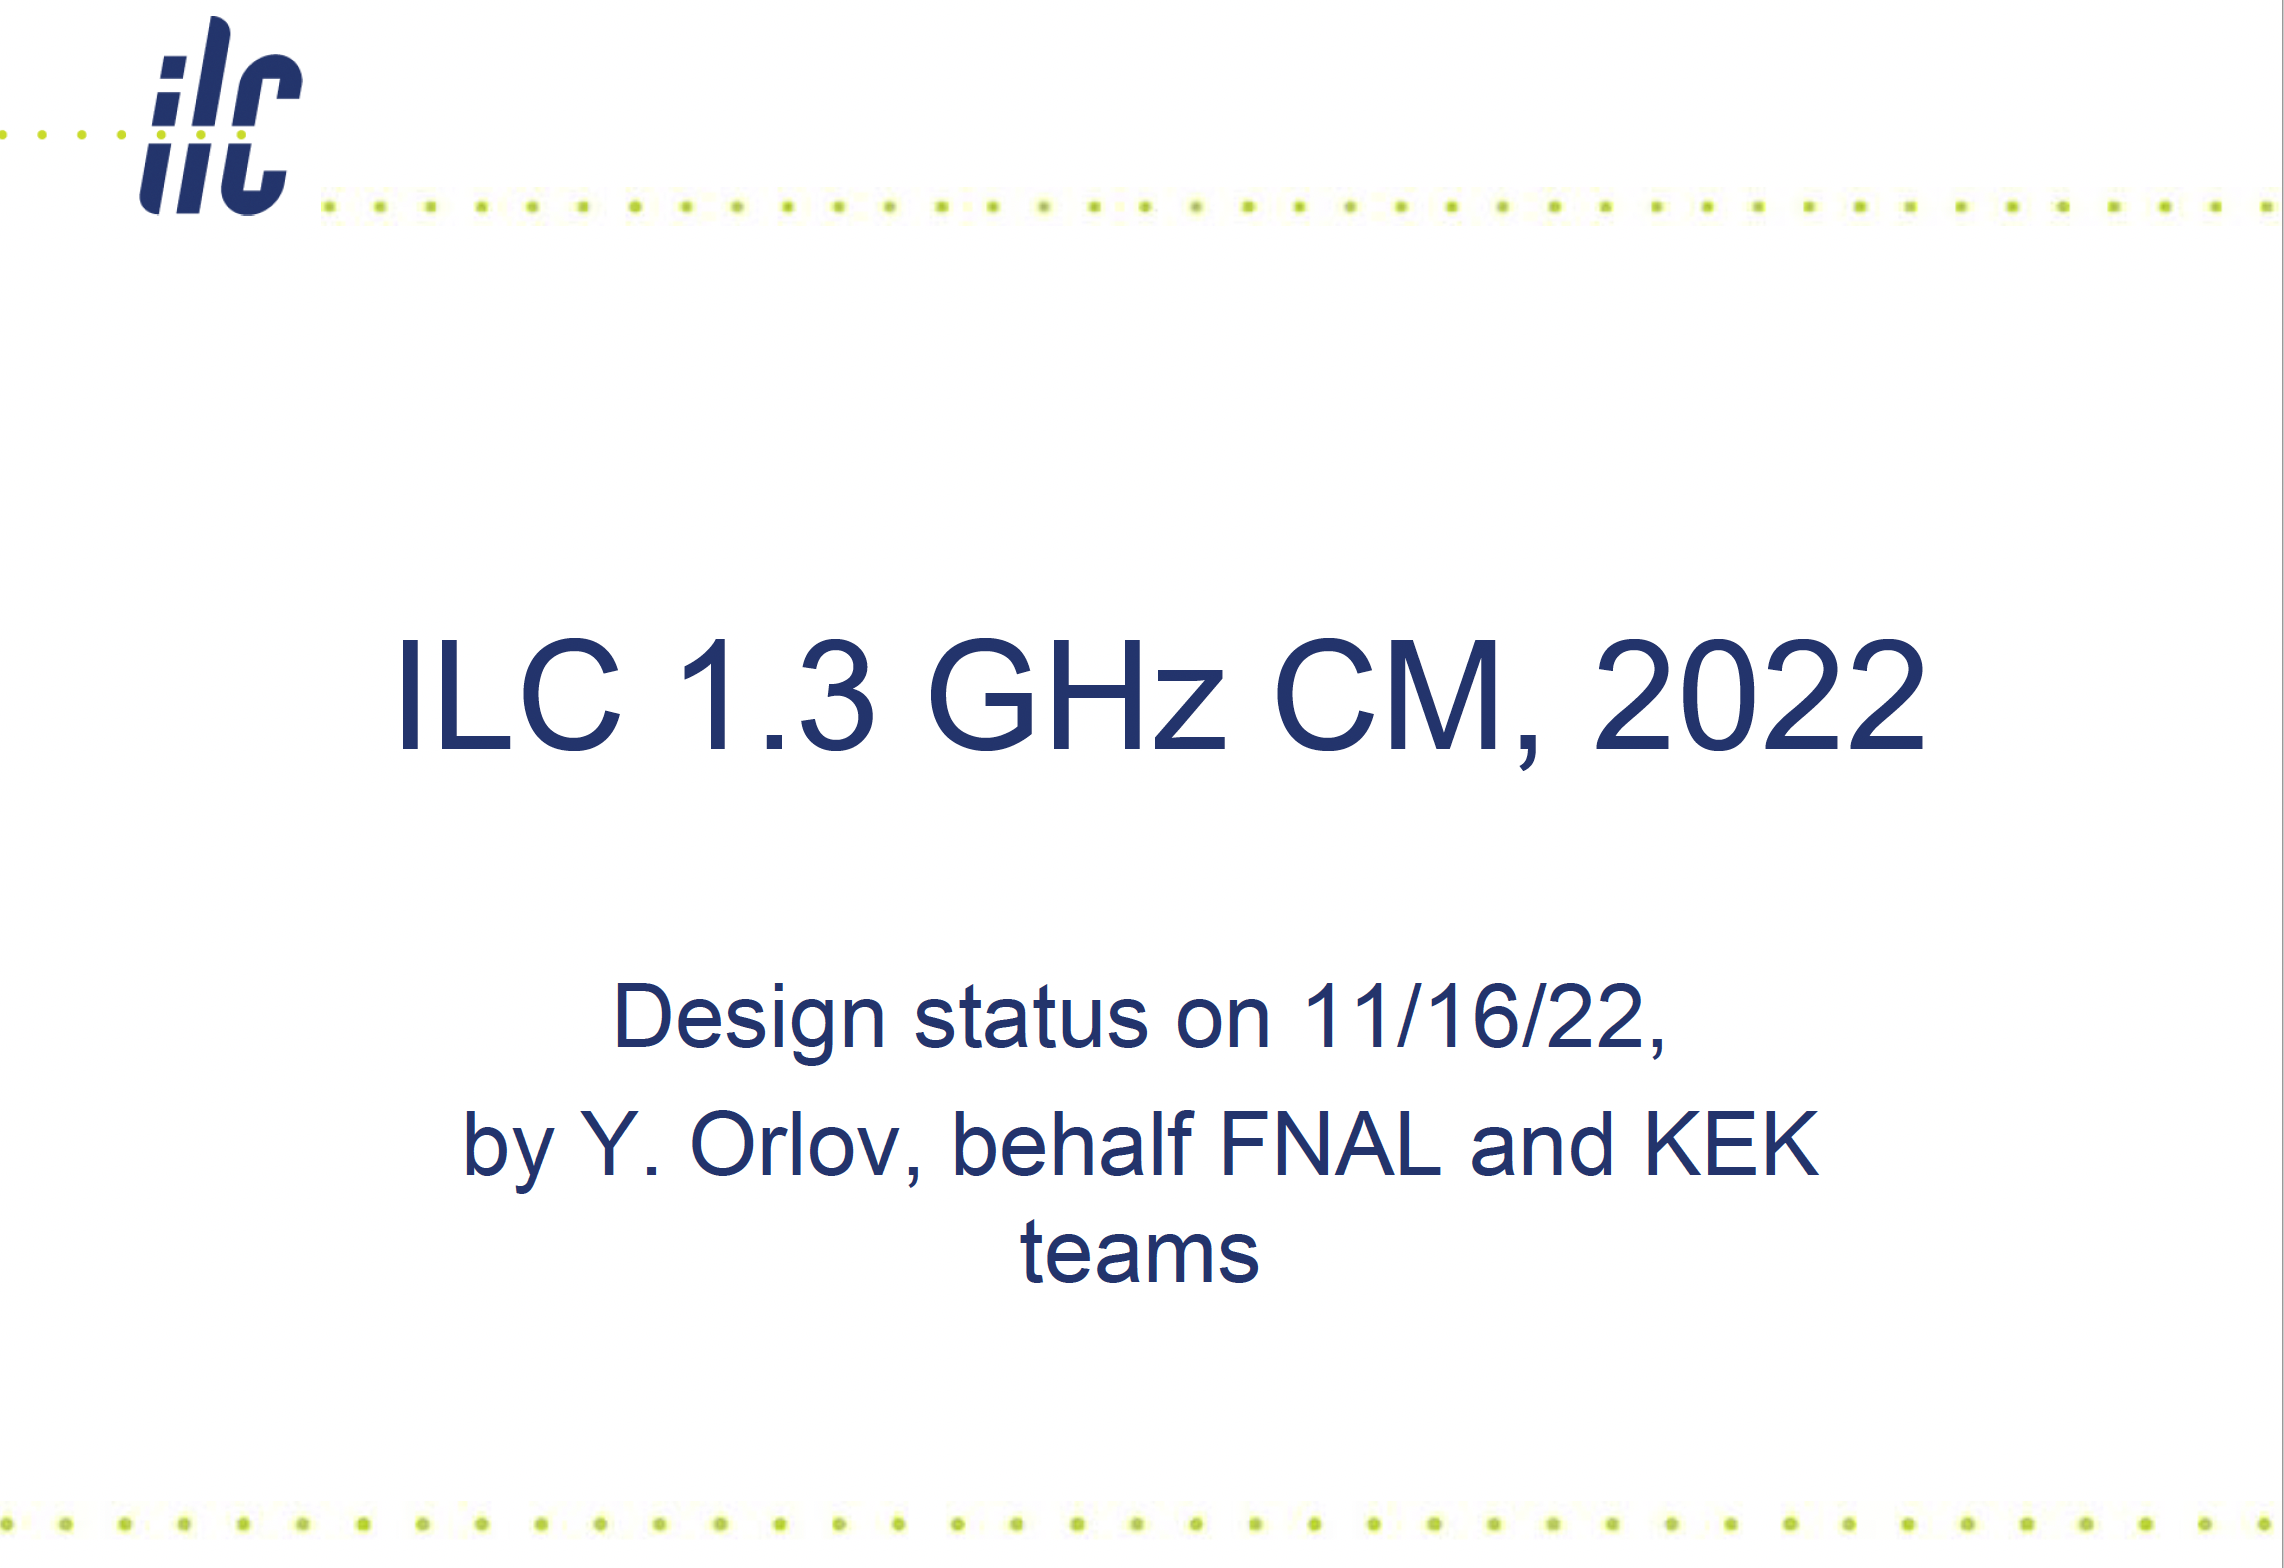 ilc
ILC 1.3 GHz CM, 2022
Design status on 11/16/22,
by Y. Orlov, behalf FNAL and KEK
teams